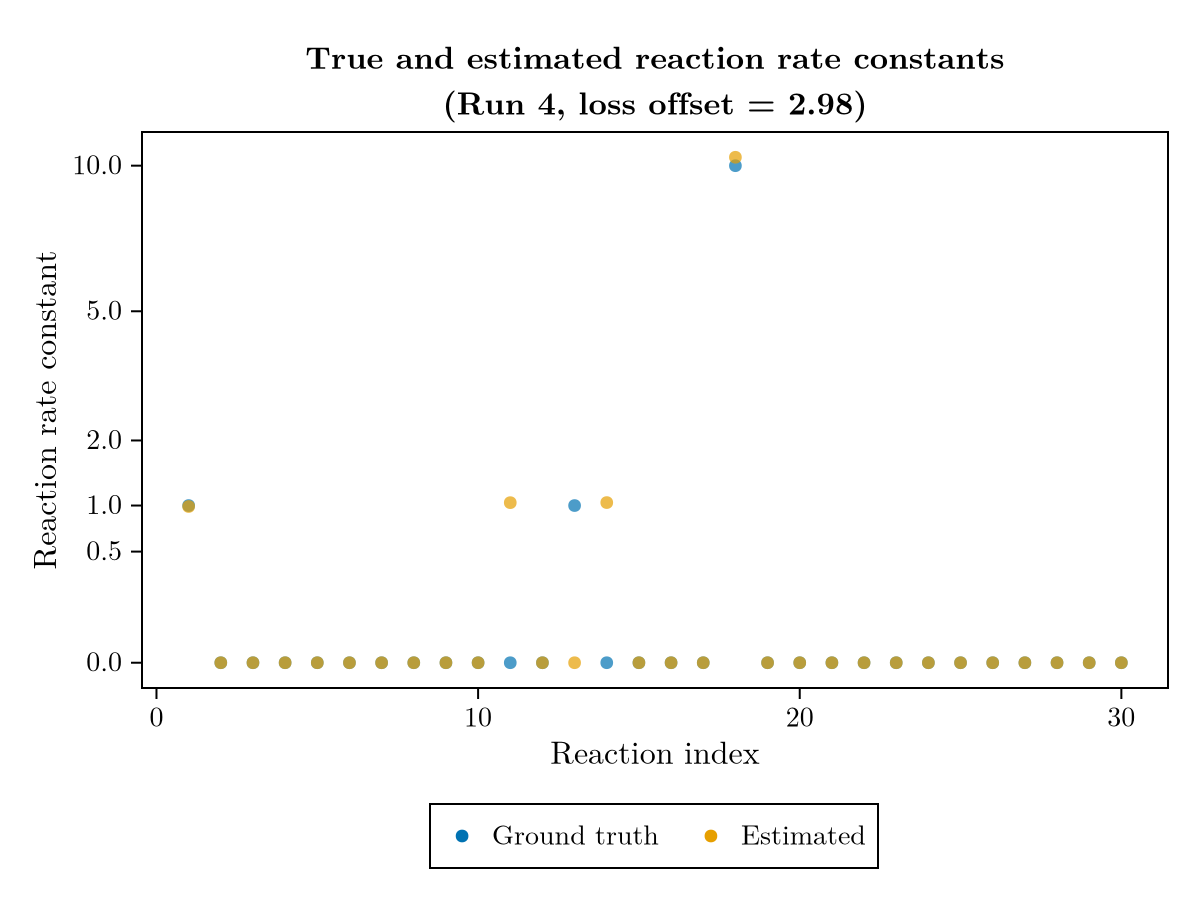 True and estimated reaction rate constants
(Run 4, loss offset = 2.98)
Reaction rate constant
10.0
5.0
2.0
1.0
0.5
0.0
0 10 20 30
Reaction index
Ground truth Estimated